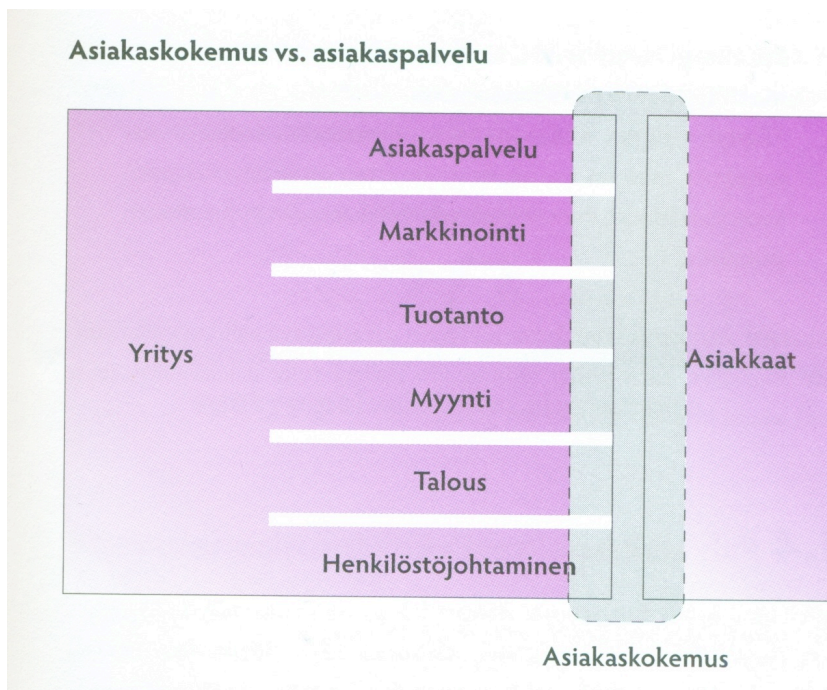 Asiakaskokemus vs. asiakaspalvelu
Asiakaspalvelu
Markkinointi
Tuotanto
Yritys
Asiakkaat
Myynti
Talous
Henkilöstöjohtaminen
Asiakaskokemus